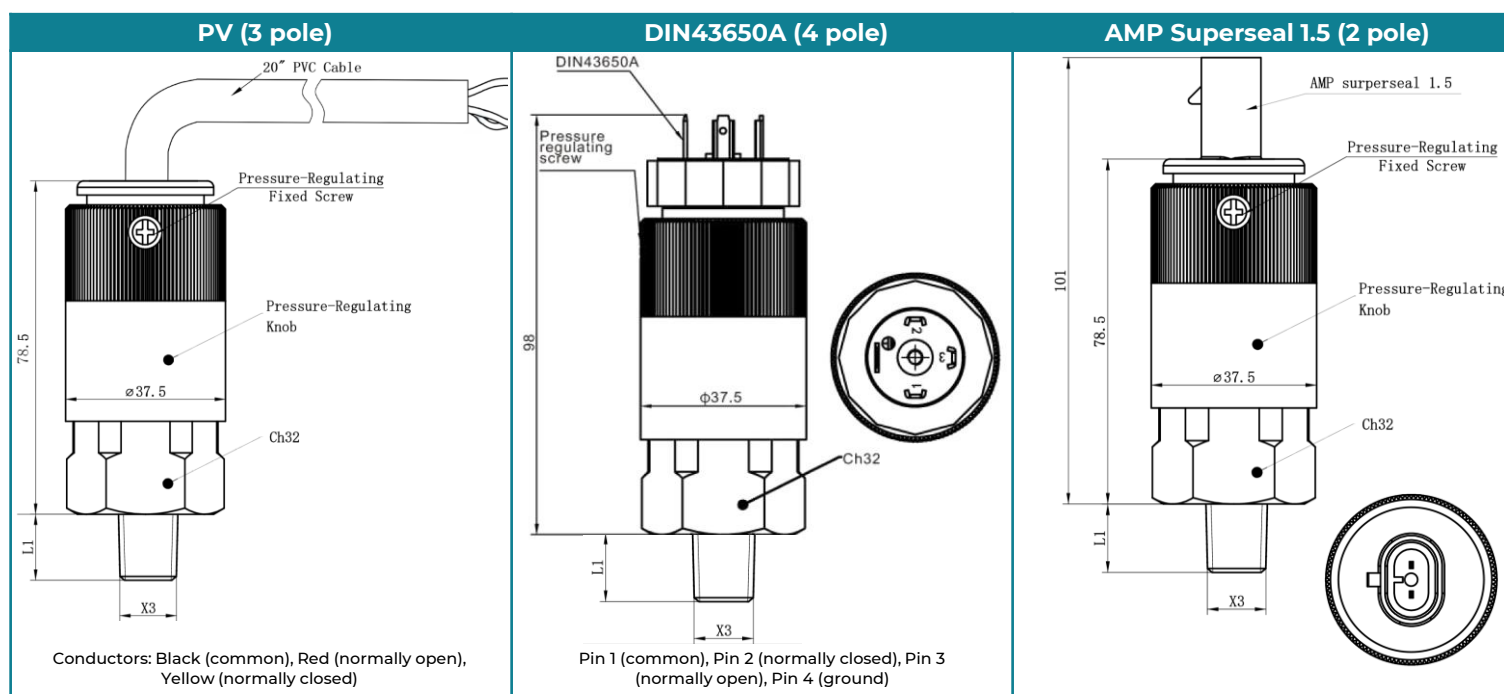 PV (3 pole)
20" PVC Cable
Pressure-Regulating
Fixed Screw
Pressure-Regulating
Knob
78.5
⌀37.5
Ch32
L1
X3
Conductors: Black (common), Red (normally open),
Yellow (normally closed)
DIN43650A (4 pole)
DIN43650A
Pressure
regulating
screw
98
2
3
1
ϕ37.5
Ch32
L1
X3
Pin 1 (common), Pin 2 (normally closed), Pin 3
(normally open), Pin 4 (ground)
AMP Superseal 1.5 (2 pole)
AMP surperseal 1.5
Pressure-Regulating
Fixed Screw
101
78.5
Pressure-Regulating
Knob
⌀37.5
Ch32
L1
X3